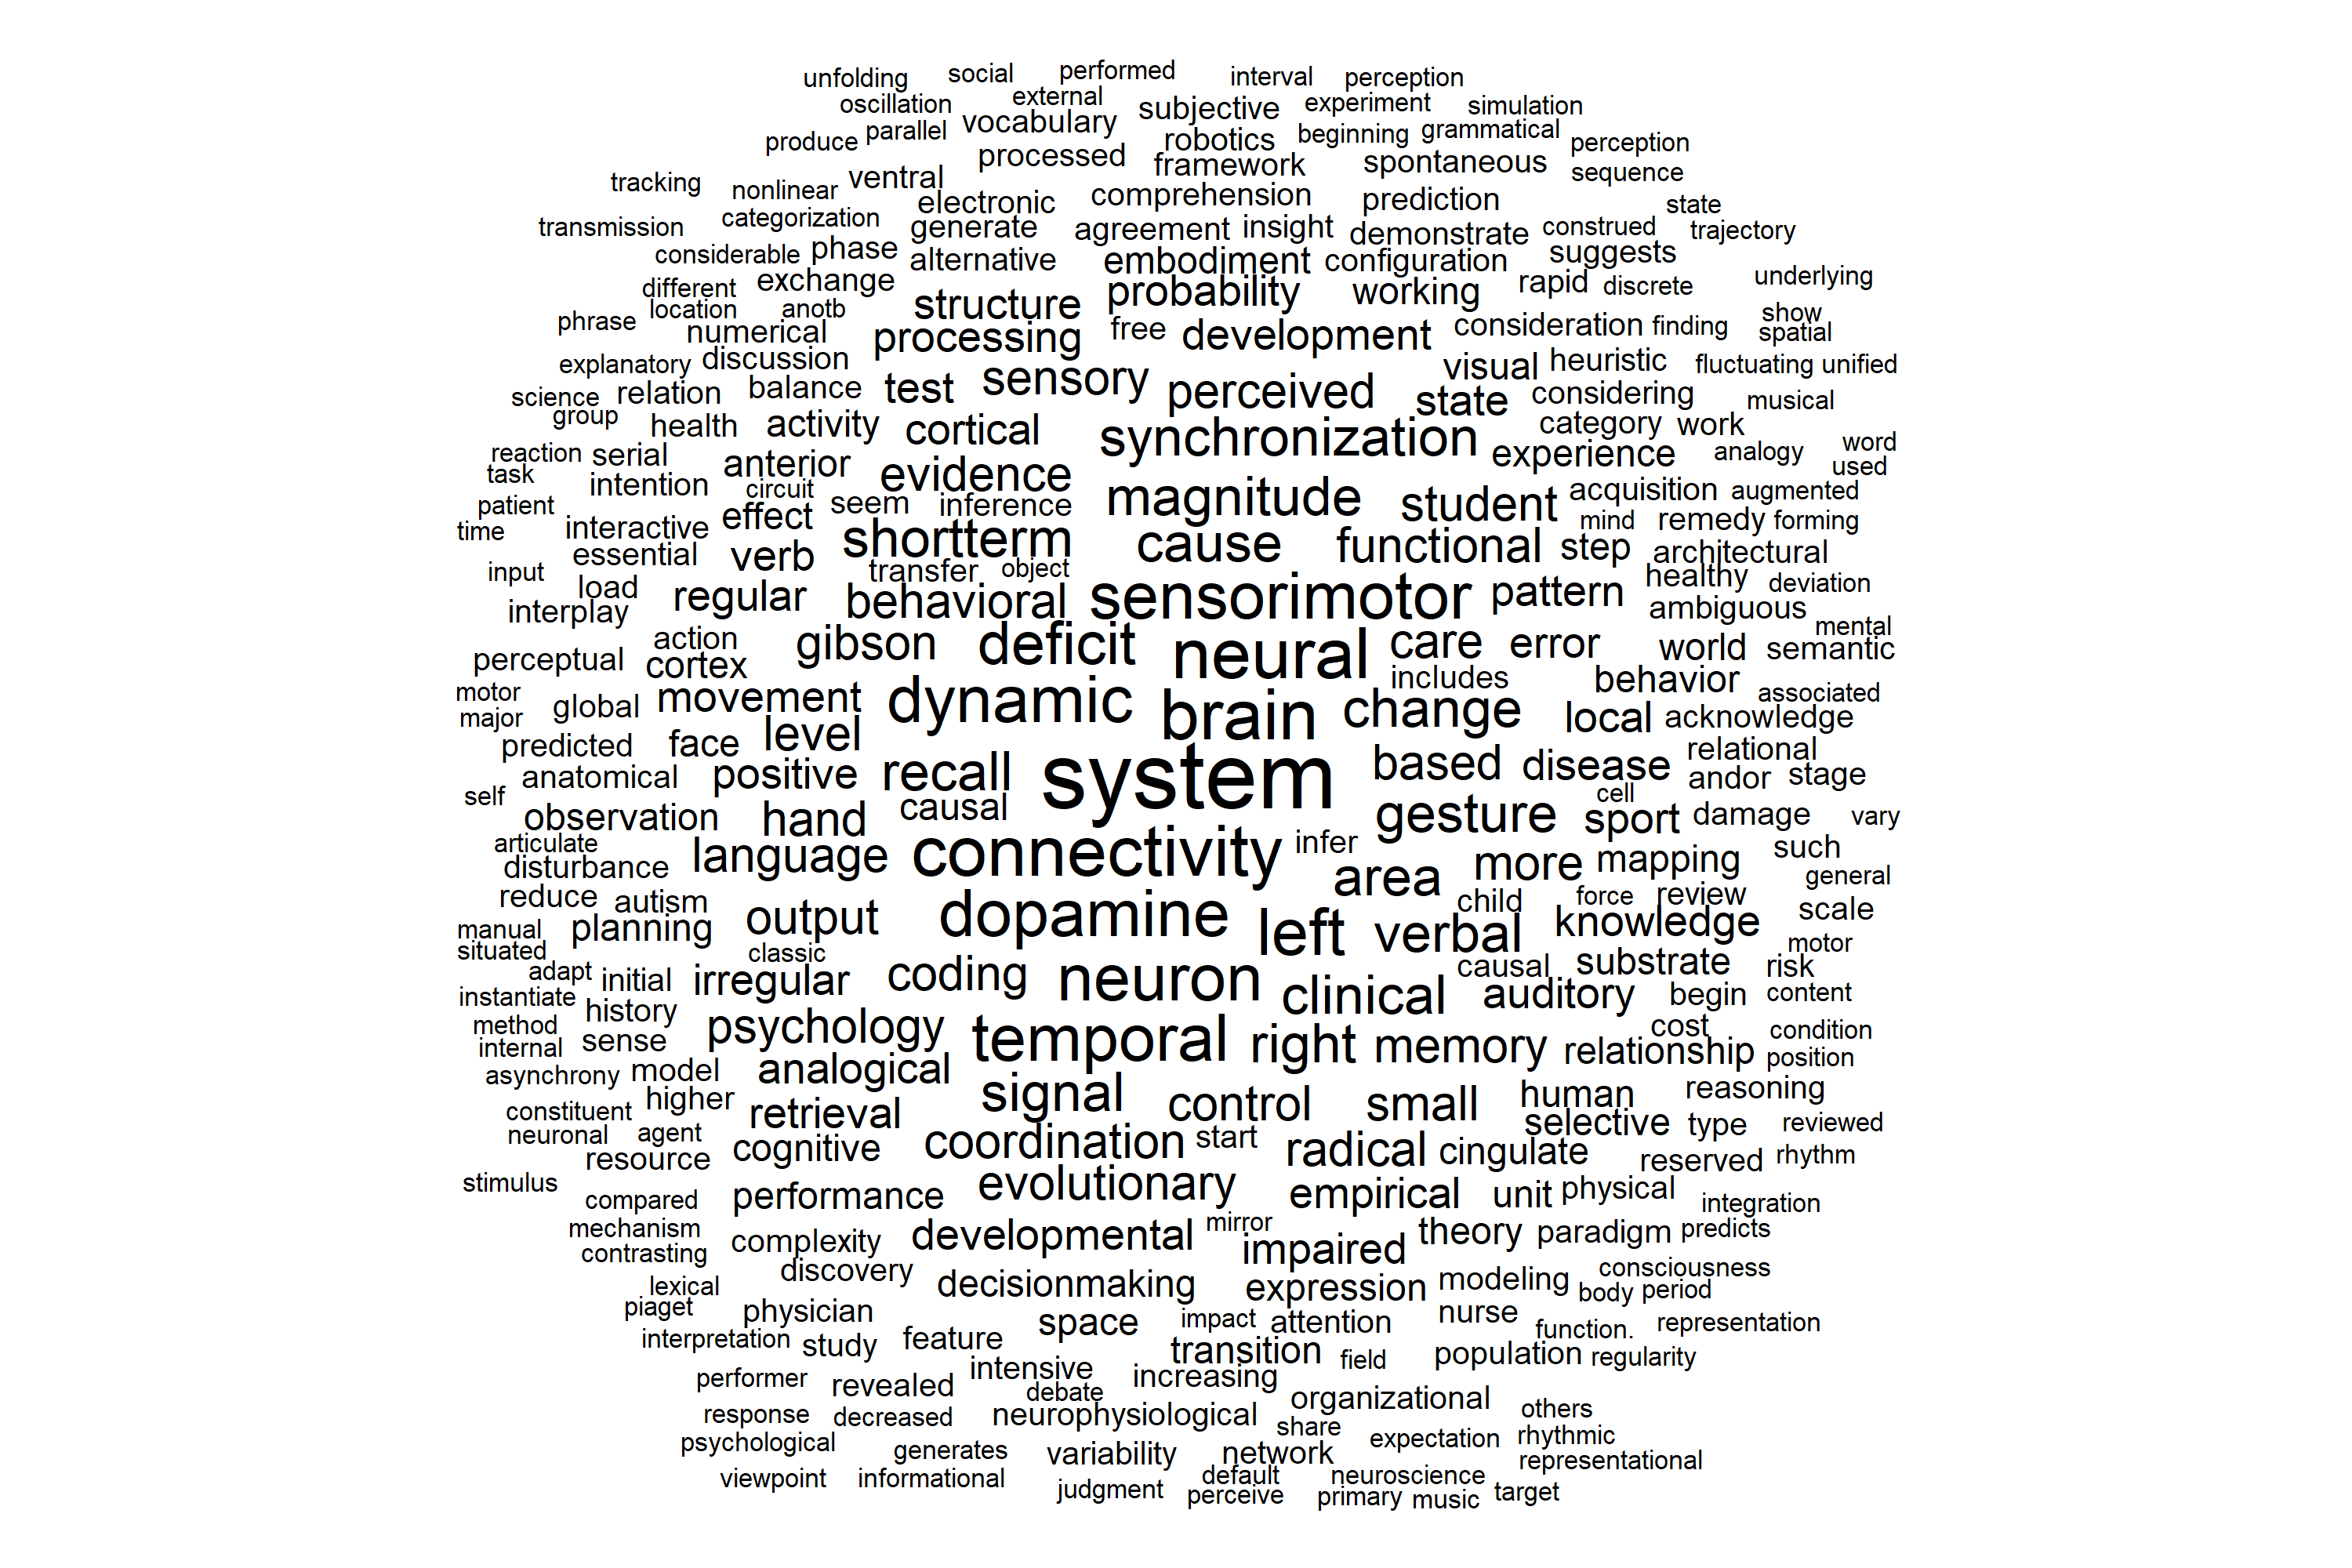 unfolding social performed interval perception
oscillation external subjective experiment simulation
produce parallel vocabulary robotics beginning grammatical perception
processed framework spontaneous sequence
tracking nonlinear ventral comprehension prediction
transmission categorization electronic state
generate agreement insight demonstrate construed trajectory
considerable phase alternative embodiment configuration suggests
different exchange probability working rapid discrete underlying
location anotb structure show
phrase numerical processing free development consideration finding spatial
explanatory discussion sensory visual heuristic fluctuating unified
science relation balance test perceived state considering musical
group health activity cortical synchronization category work
reaction serial anterior evidence experience analogy word
task intention circuit magnitude student acquisition augmented used
patient seem inference
time interactive effect shortterm cause functional mind remedy forming
essential verb transfer object step architectural
input load regular behavioral sensorimotor pattern healthy deviation
interplay ambiguous
action gibson deficit neural care error world mental
perceptual cortex semantic
motor movement dynamic includes behavior associated
major global level brain change local acknowledge
predicted face relational
anatomical positive recall system based disease andor stage
self causal cell
observation hand gesture sport damage vary
articulate language connectivity infer more mapping such
disturbance area general
reduce autism child force review
manual planning output dopamine left verbal knowledge scale
situated classic motor
adapt initial irregular coding neuron causal substrate risk
instantiate history clinical auditory begin content
method psychology temporal right memory cost condition
internal sense relationship position
asynchrony model analogical signal reasoning
constituent higher retrieval control small human
neuronal agent cognitive coordination start selective type reviewed
resource radical cingulate reserved rhythm
stimulus evolutionary
compared performance empirical unit physical integration
mechanism developmental mirror theory paradigm predicts
contrasting complexity impaired
discovery decisionmaking expression modeling consciousness
lexical body period
piaget physician space impact attention nurse
interpretation study feature transition function. representation
intensive field population regularity
performer revealed debate increasing
response decreased neurophysiological organizational others
psychological share expectation rhythmic
generates variability network representational
viewpoint informational default neuroscience
judgment perceive primary music target